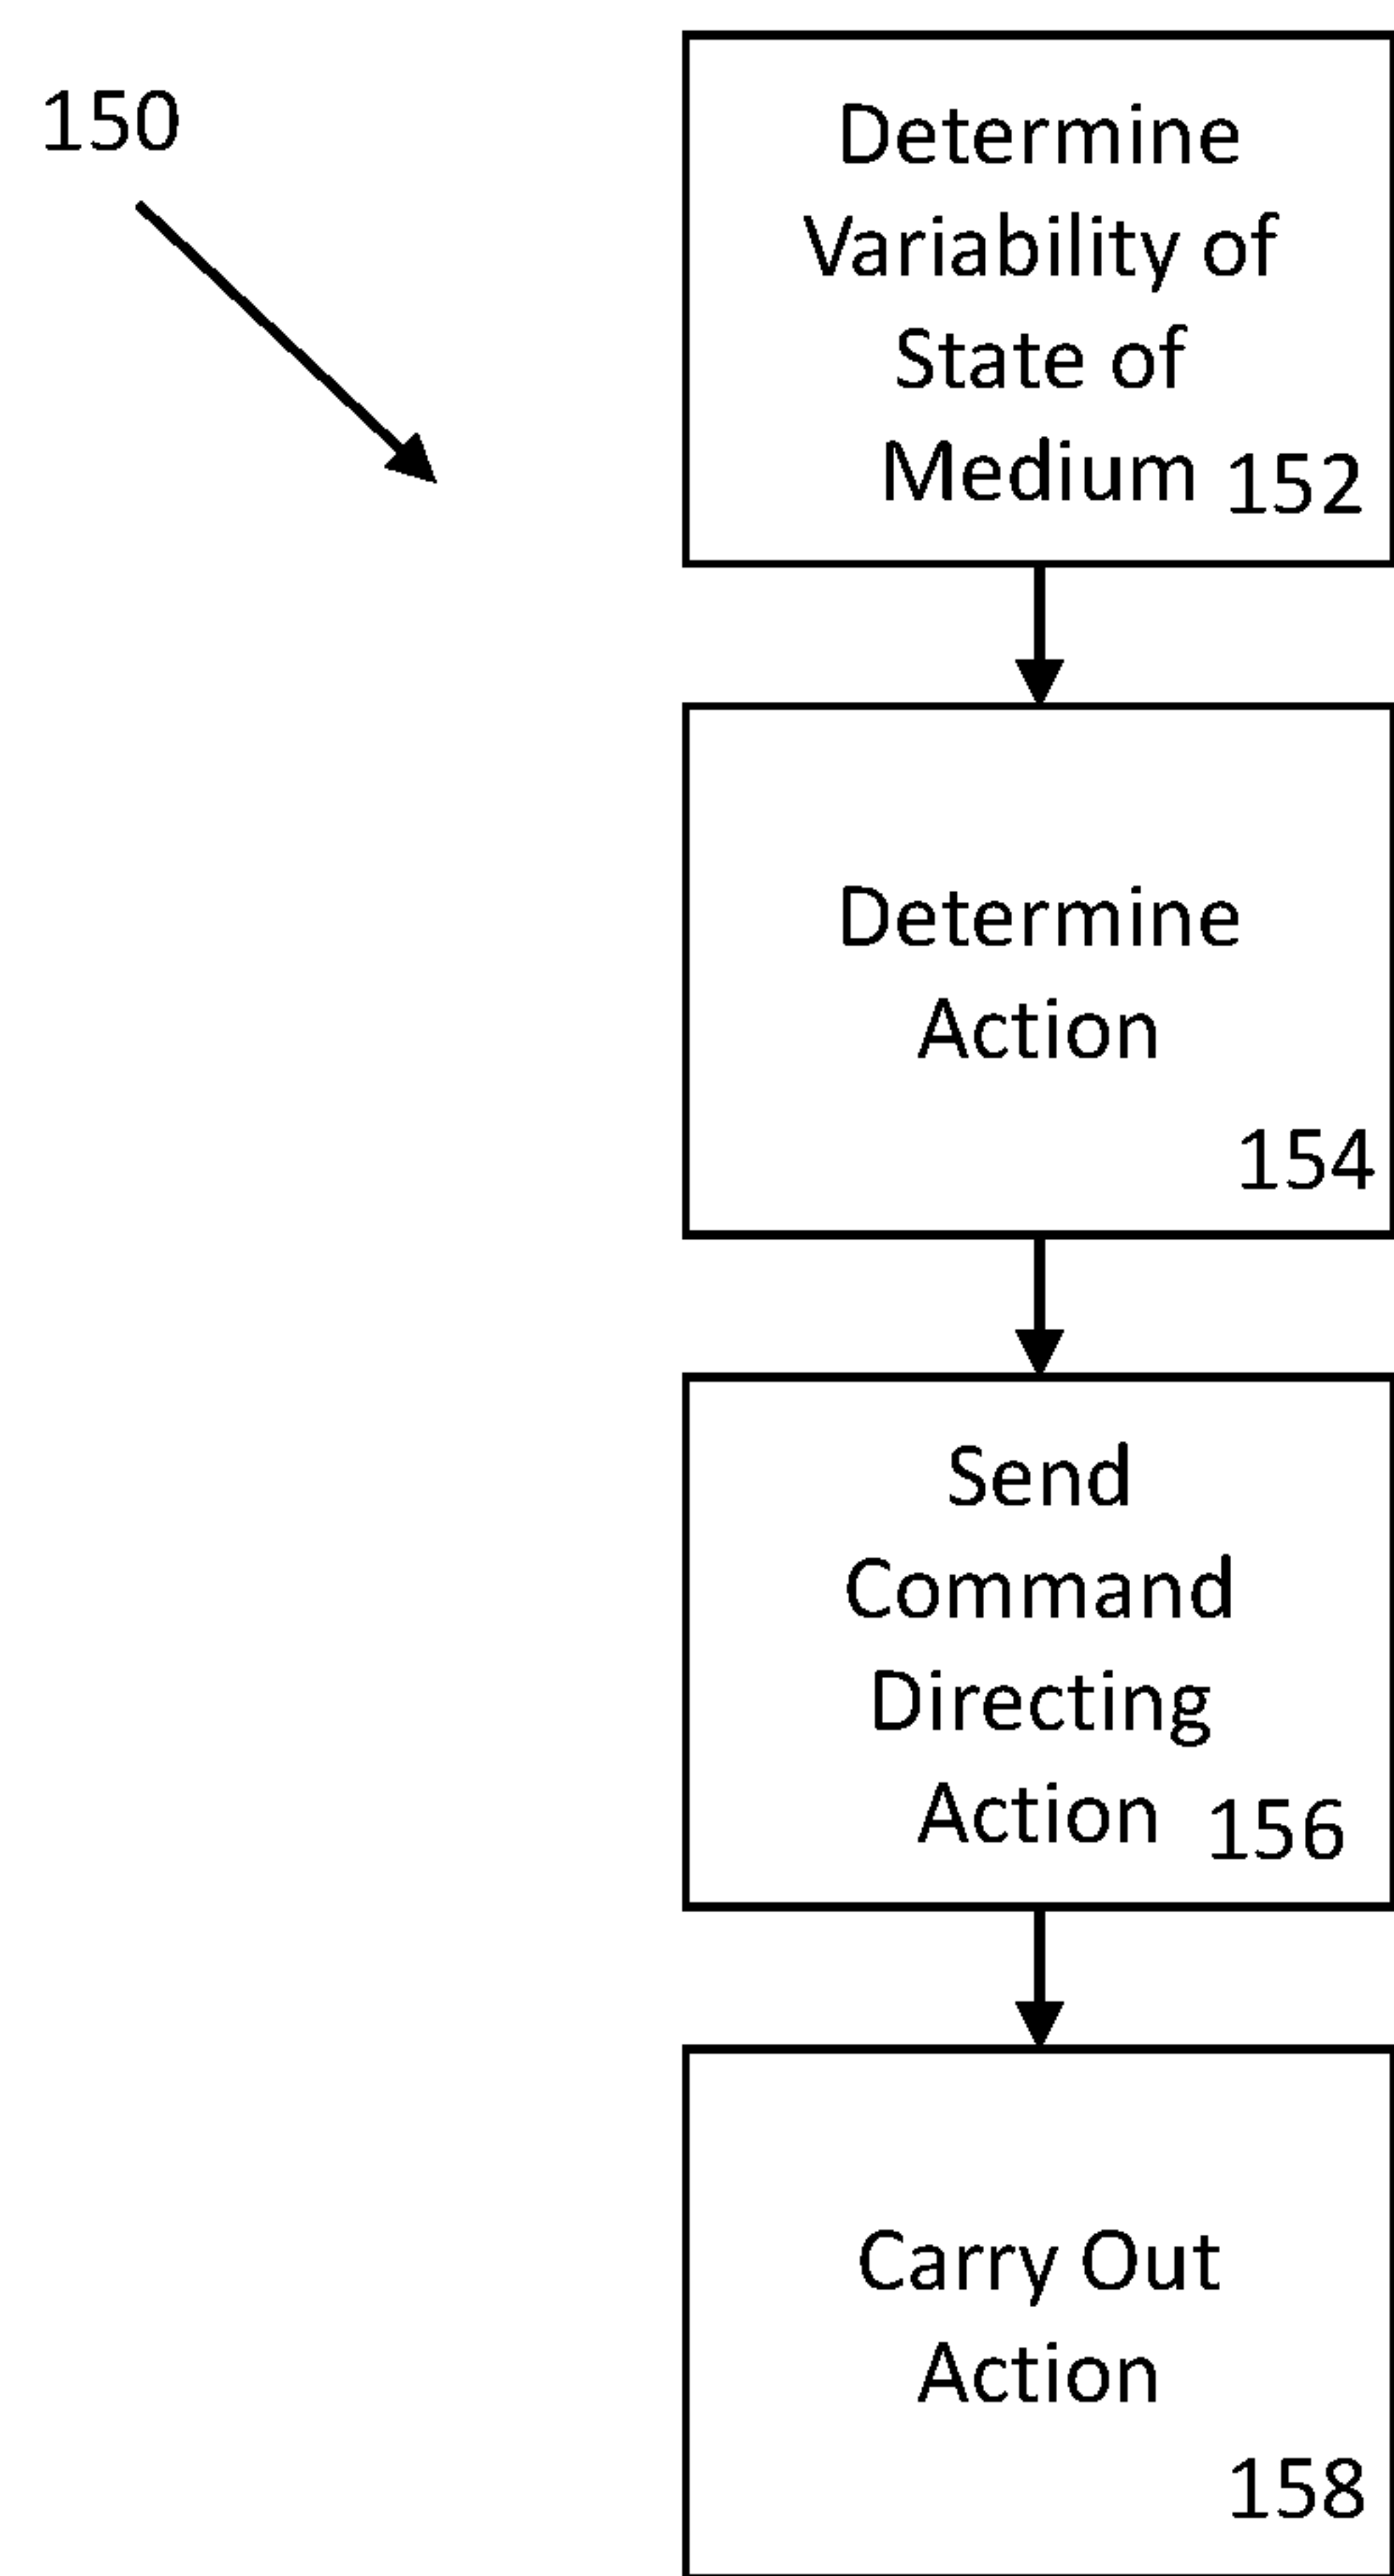 150
Determine
Variability of
State of
Medium 152
Determine
Action
154
Send
Command
Directing
Action 156
Carry Out
Action
158